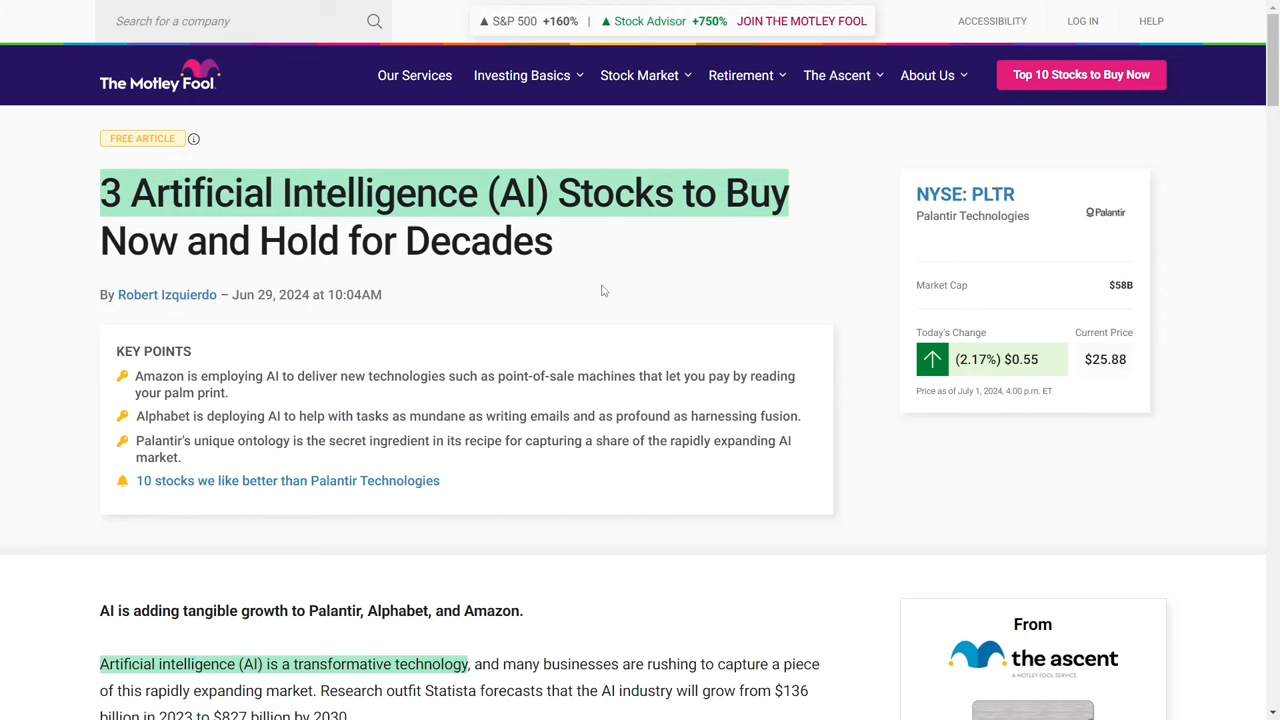 Search for a company
▲ S&P 500 +160% | ▲ Stock Advisor +750% JOIN THE MOTLEY FOOL
ACCESSIBILITY
LOG IN
HELP
The Motley Fool
Our Services
Investing Basics
Stock Market
Retirement
The Ascent
About Us
Top 10 Stocks to Buy Now
FREE ARTICLE
3 Artificial Intelligence (AI) Stocks to Buy
Now and Hold for Decades
By Robert Izquierdo – Jun 29, 2024 at 10:04AM
KEY POINTS
Amazon is employing AI to deliver new technologies such as point-of-sale machines that let you pay by reading
your palm print.
Alphabet is deploying AI to help with tasks as mundane as writing emails and as profound as harnessing fusion.
Palantir's unique ontology is the secret ingredient in its recipe for capturing a share of the rapidly expanding AI
market.
10 stocks we like better than Palantir Technologies
NYSE: PLTR
Palantir Technologies
Palantir
Market Cap
$58B
Today's Change
Current Price
(2.17%) $0.55
$25.88
Price as of July 1, 2024, 4:00 p.m. ET
AI is adding tangible growth to Palantir, Alphabet, and Amazon.
Artificial intelligence (AI) is a transformative technology, and many businesses are rushing to capture a piece
of this rapidly expanding market. Research outfit Statista forecasts that the AI industry will grow from $136
billion in 2023 to $827 billion by 2030.
From
the ascent
A MOTLEY FOOL SERVICE